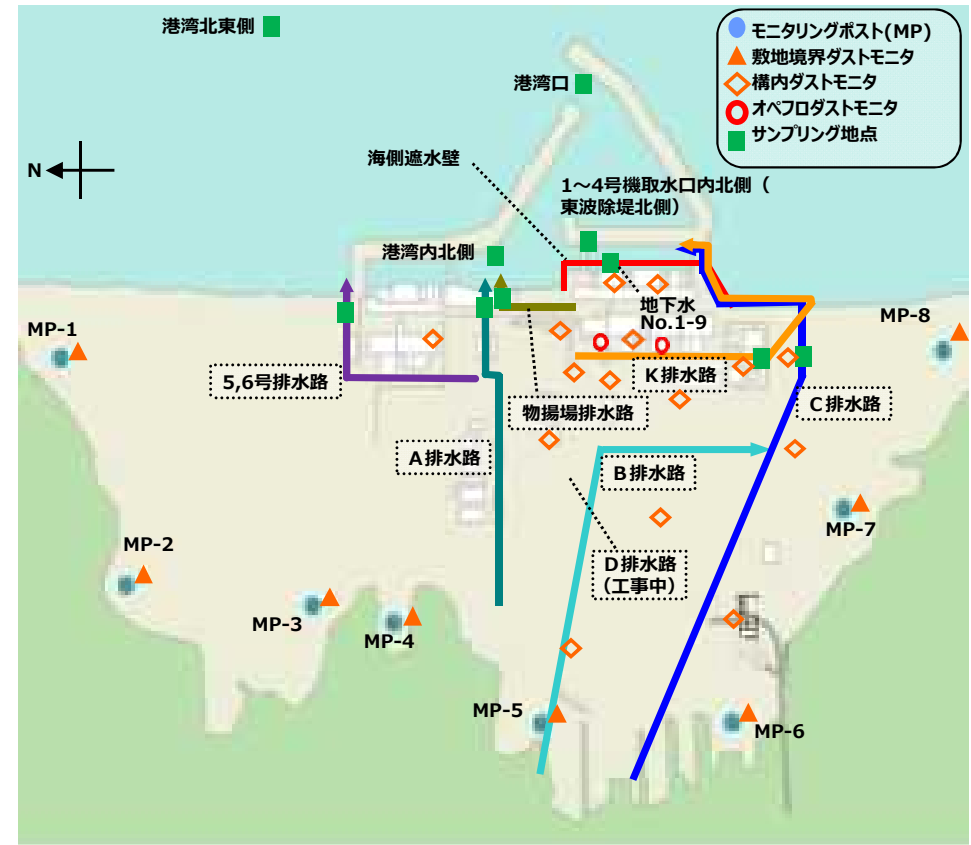 港湾北東側
モニタリングポスト(MP)
敷地境界ダストモニタ
構内ダストモニタ
オペフロダストモニタ
サンプリング地点
港湾口
N
海側遮水壁
1～4号機取水口内北側（
東波除堤北側）
港湾内北側
地下水
No.1-9
MP-1
MP-8
5,6号排水路
K排水路
物揚場排水路
C排水路
A排水路
B排水路
MP-7
MP-2
D排水路
（工事中）
MP-3
MP-4
MP-5
MP-6